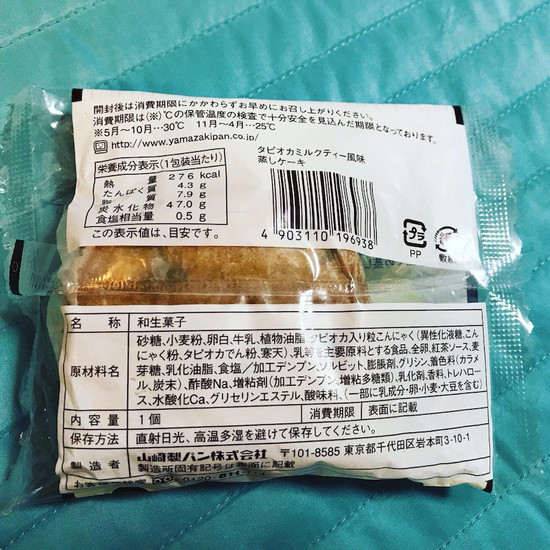 開封後は消費期限にかかわらずお早めにお召し上がりください。
消費期限は(※)℃の保管温度の検査で十分安全を見込んだ期限となっております。
※5月～10月…30℃ 11月～4月…25℃
http://www.yamazakipan.co.jp/
栄養成分表示(1包装当たり)
熱量 276 kcal
たんぱく質 4.3 g
脂質 7.9 g
炭水化物 47.0 g
食塩相当量 0.5 g
この表示値は、目安です。
タピオカミルクティー風味
蒸しケーキ
4903110196938
PP
名称 和生菓子
原材料名 砂糖、小麦粉、卵白、牛乳、植物油脂、タピオカ入り粒こんにゃく(異性化液糖、こん
にゃく粉、タピオカでん粉、寒天)、乳等を主要原料とする食品、全卵、紅茶ソース、麦
芽糖、乳化油脂、食塩／加工デンプン、ソルビット、膨脹剤、グリシン、着色料(カラメ
ル、炭末)、酢酸Na、増粘剤(加工デンプン、増粘多糖類)、乳化剤、香料、トレハロー
ス、水酸化Ca、グリセリンエステル、酸味料、(一部に乳成分・卵・小麦・大豆を含む)
内容量 1個 消費期限 表面に記載
保存方法 直射日光、高温多湿を避けて保存してください。
製造者 山崎製パン株式会社 〒101-8585 東京都千代田区岩本町3-10-1
製造所固有記号は表面に記載